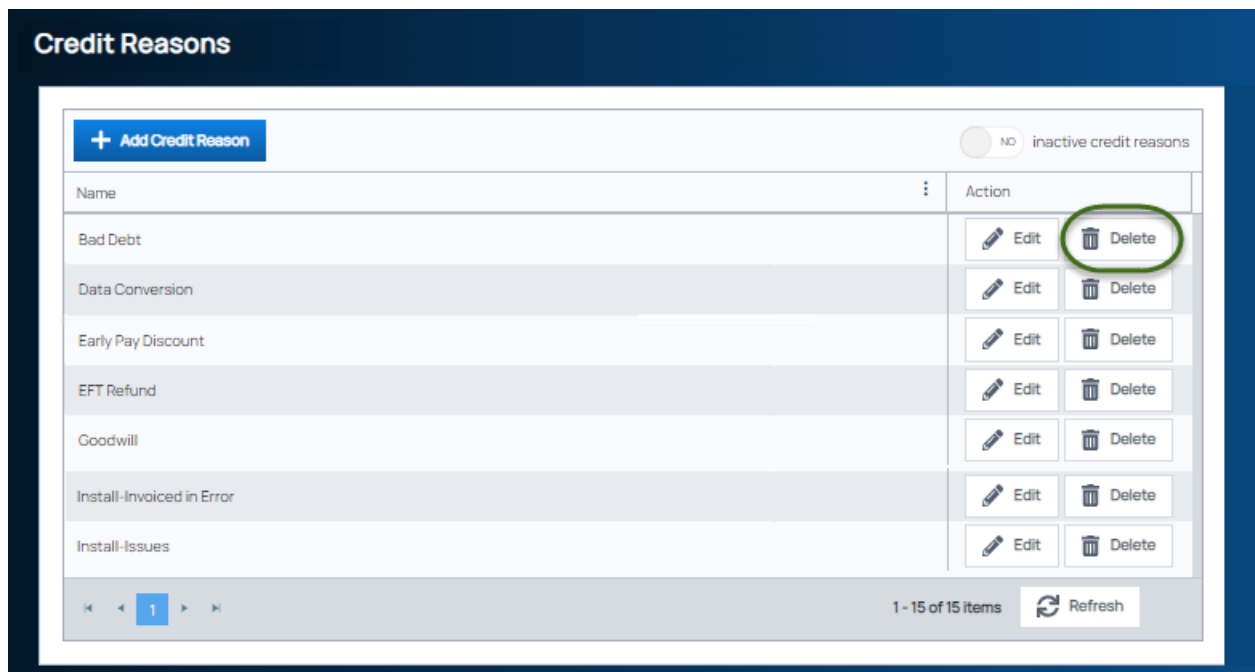 Credit Reasons
Add Credit Reason
NO inactive credit reasons
Name Action
Bad Debt Edit Delete
Data Conversion Edit Delete
Early Pay Discount Edit Delete
EFT Refund Edit Delete
Goodwill Edit Delete
Install-Invoiced in Error Edit Delete
Install-Issues Edit Delete
1 1 - 15 of 15 items Refresh